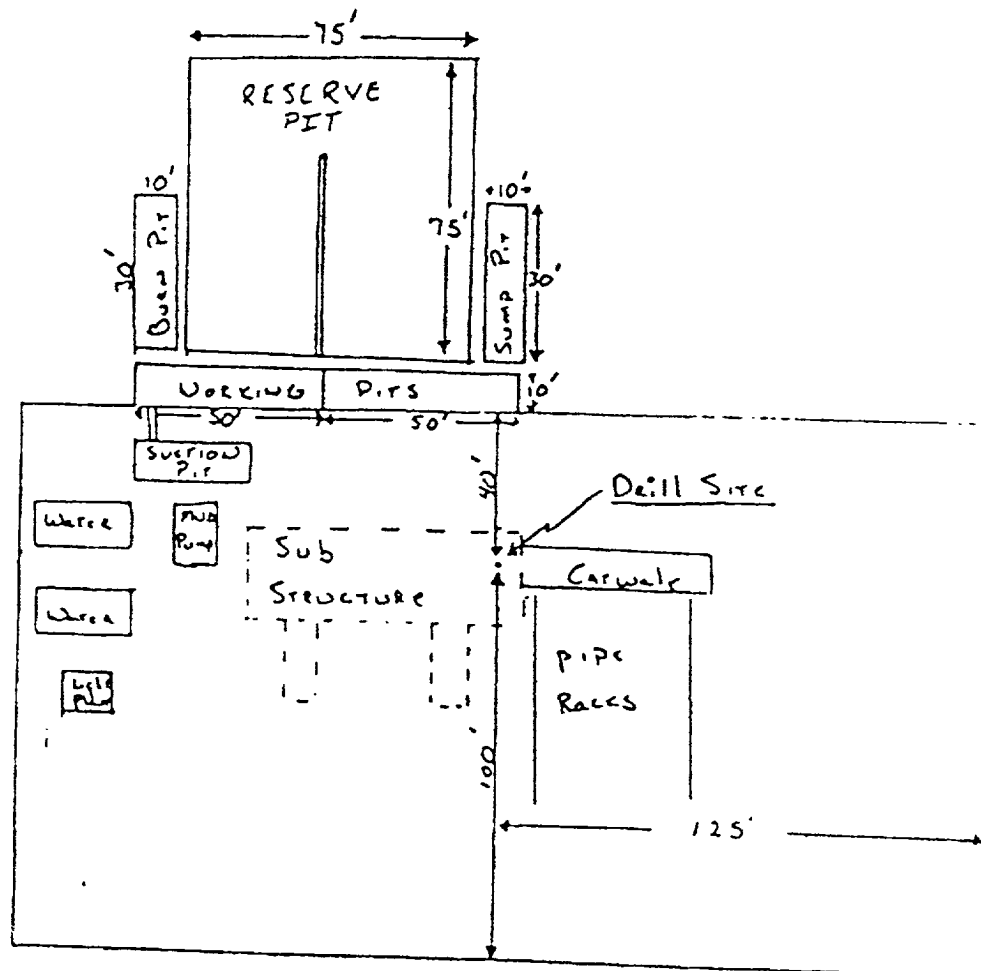 75'
RESERVE
PIT
10'
10'
75'
30'
Burn Pit
Sump Pit
30'
WORKING PITS
10'
50'
50'
SUCTION
PIT
40'
Drill Site
Water
Mud
Pump
Sub
Structure
Catwalk
Water
pipe
Racks
100'
125'